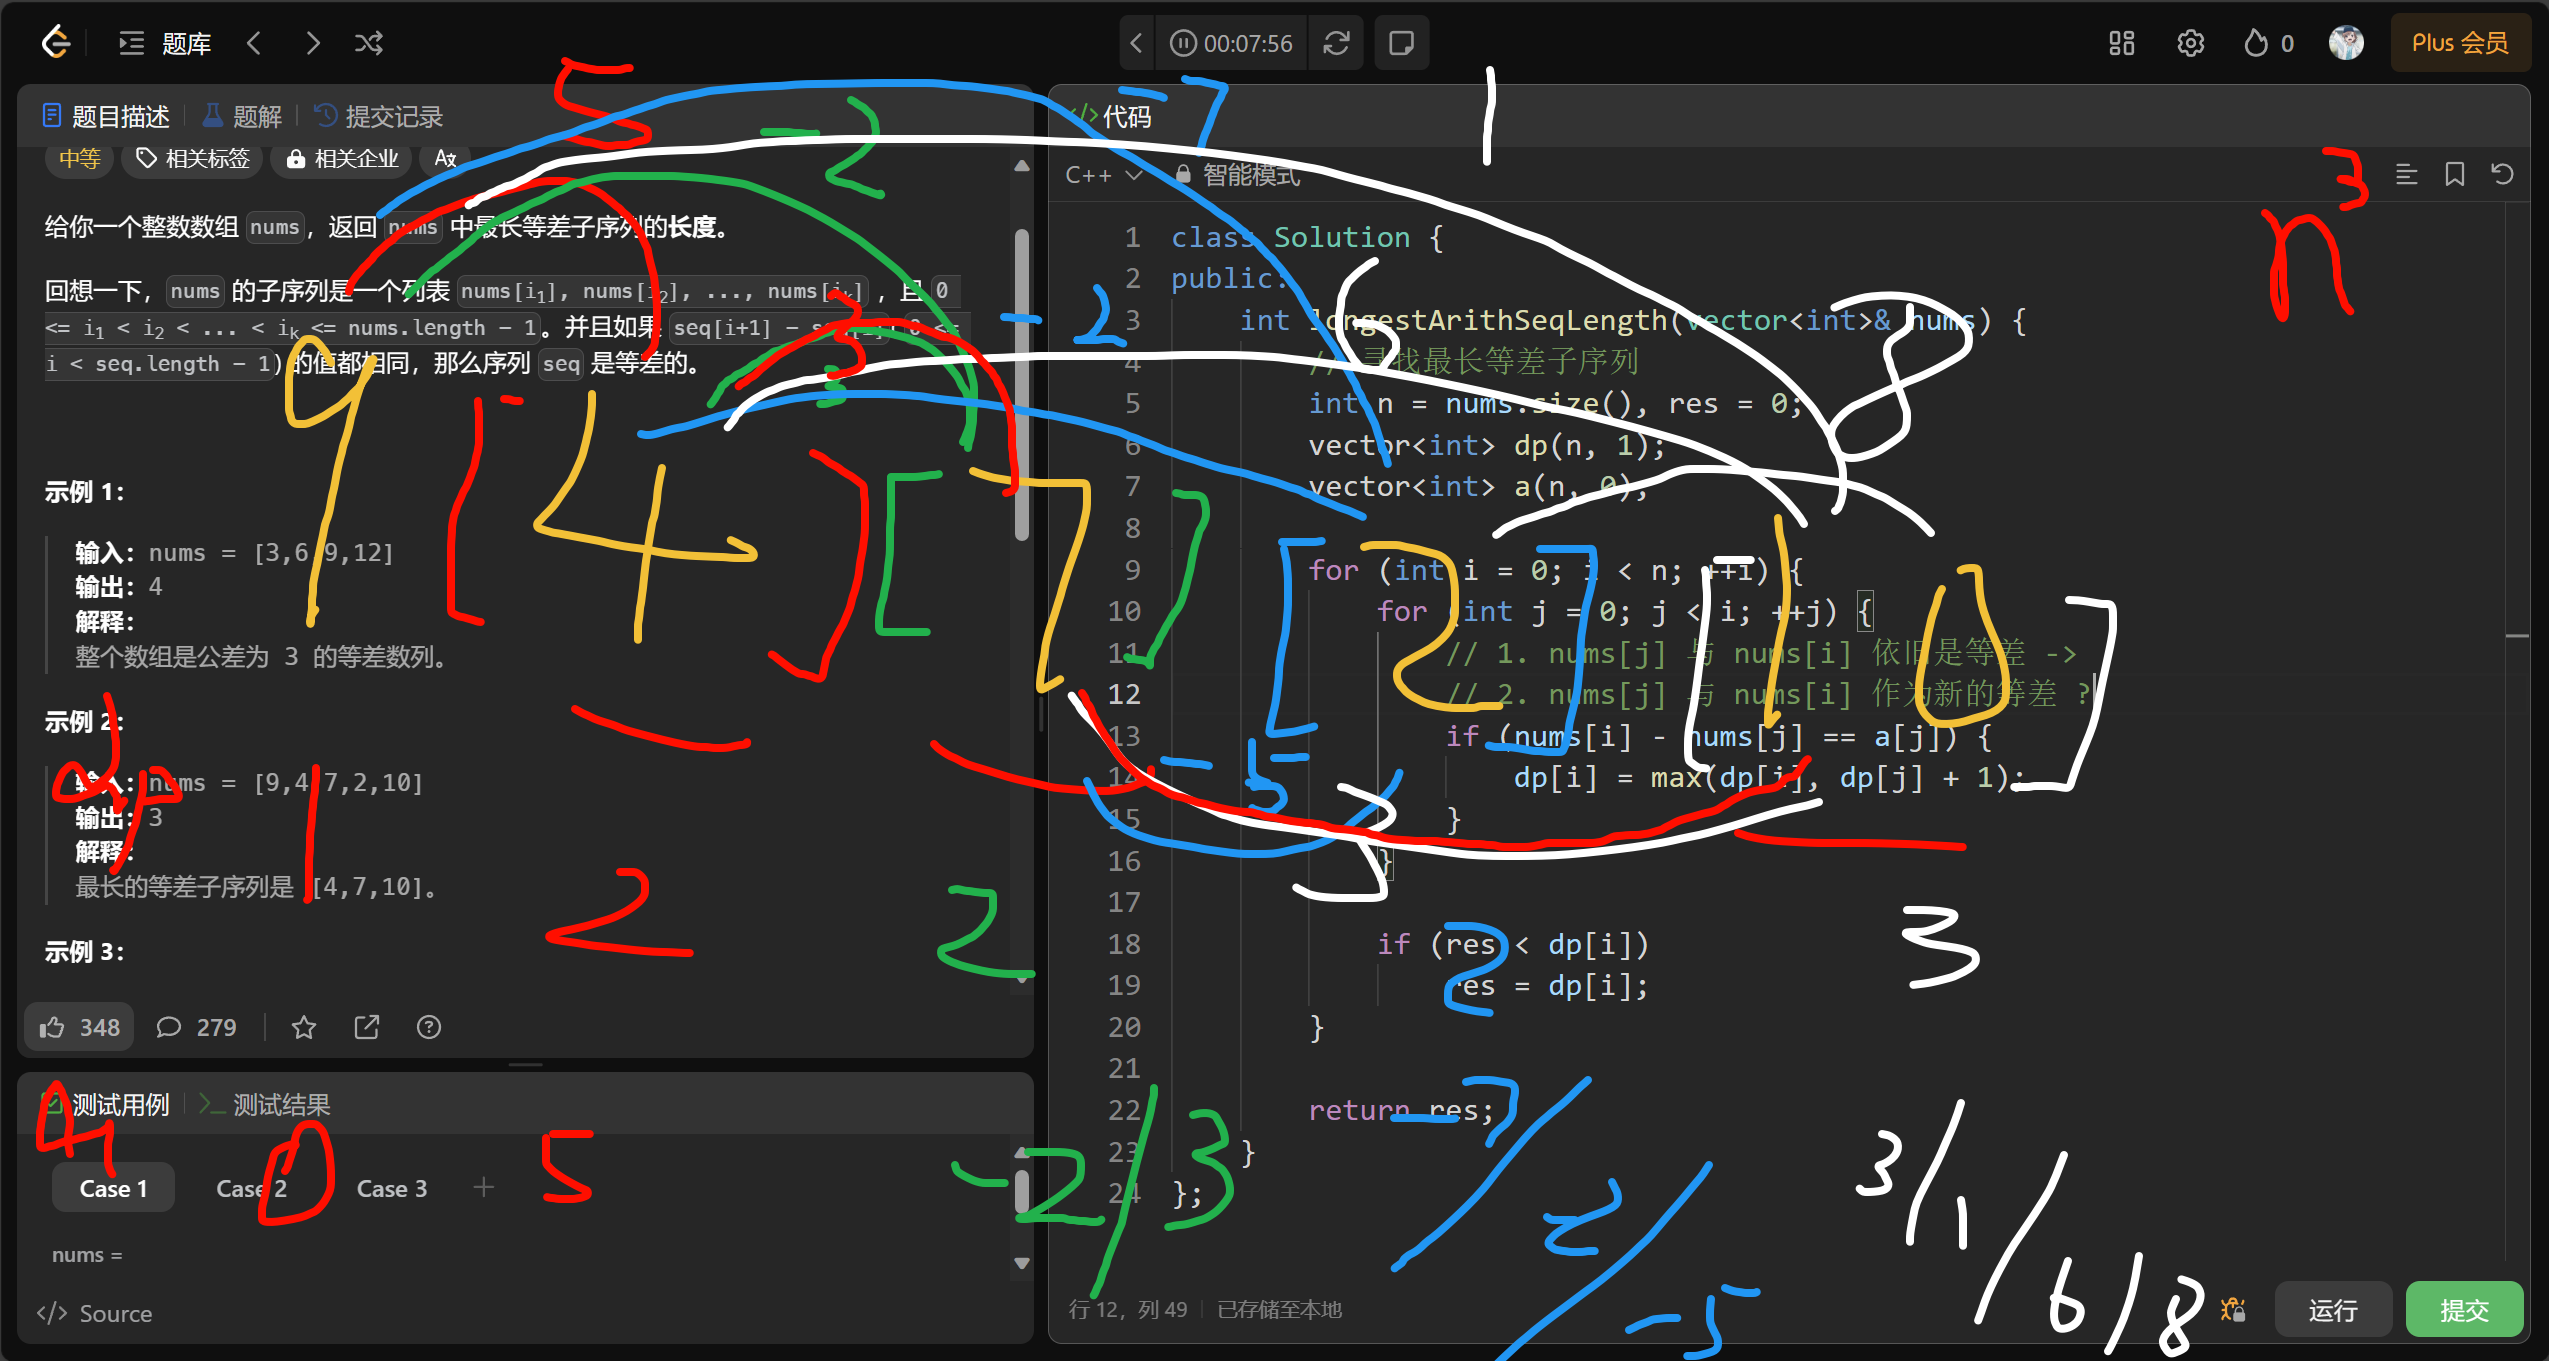 题库
00:07:56
0
Plus 会员
题目描述
题解
提交记录
中等
相关标签
相关企业
给你一个整数数组 nums，返回 nums 中最长等差子序列的长度。
回想一下，nums 的子序列是一个列表 nums[i1], nums[i2], ..., nums[ik] ，且 0
<= i1 < i2 < ... < ik <= nums.length - 1。并且如果 seq[i+1] - 0 <=
i < seq.length - 1) 的值都相同，那么序列 seq 是等差的。
示例 1：
输入：nums = [3,6,9,12]
输出：4
解释：
整个数组是公差为 3 的等差数列。
示例 2：
输入：nums = [9,4,7,2,10]
输出：3
解释：
最长的等差子序列是 [4,7,10]。
示例 3：
348
279
测试用例
测试结果
Case 1
Case 2
Case 3
nums =
Source
代码
C++
智能模式
1 class Solution {
2 public:
3 int longestArithSeqLength(vector<int>& nums) {
4 // 寻找最长等差子序列
5 int n = nums.size(), res = 0;
6 vector<int> dp(n, 1);
7 vector<int> a(n, 0);
8
9 for (int i = 0; i < n; ++i) {
10 for (int j = 0; j < i; ++j) {
11 // 1. nums[j] 与 nums[i] 依旧是等差 ->
12 // 2. nums[j] 与 nums[i] 作为新的等差 ?
13 if (nums[i] - nums[j] == a[j]) {
14 dp[i] = max(dp[i], dp[j] + 1);
15 }
16 }
17
18 if (res < dp[i])
19 res = dp[i];
20 }
21
22 return res;
23 }
24 };
行 12，列 49
已存储至本地
运行
提交
5
-2
-7
1
n3
3
-2
6
8
9
4
7
2
1
0
-5
3
2
2
2
3
4
0
5
-2/3
-7/2/-5
3/1/6/8